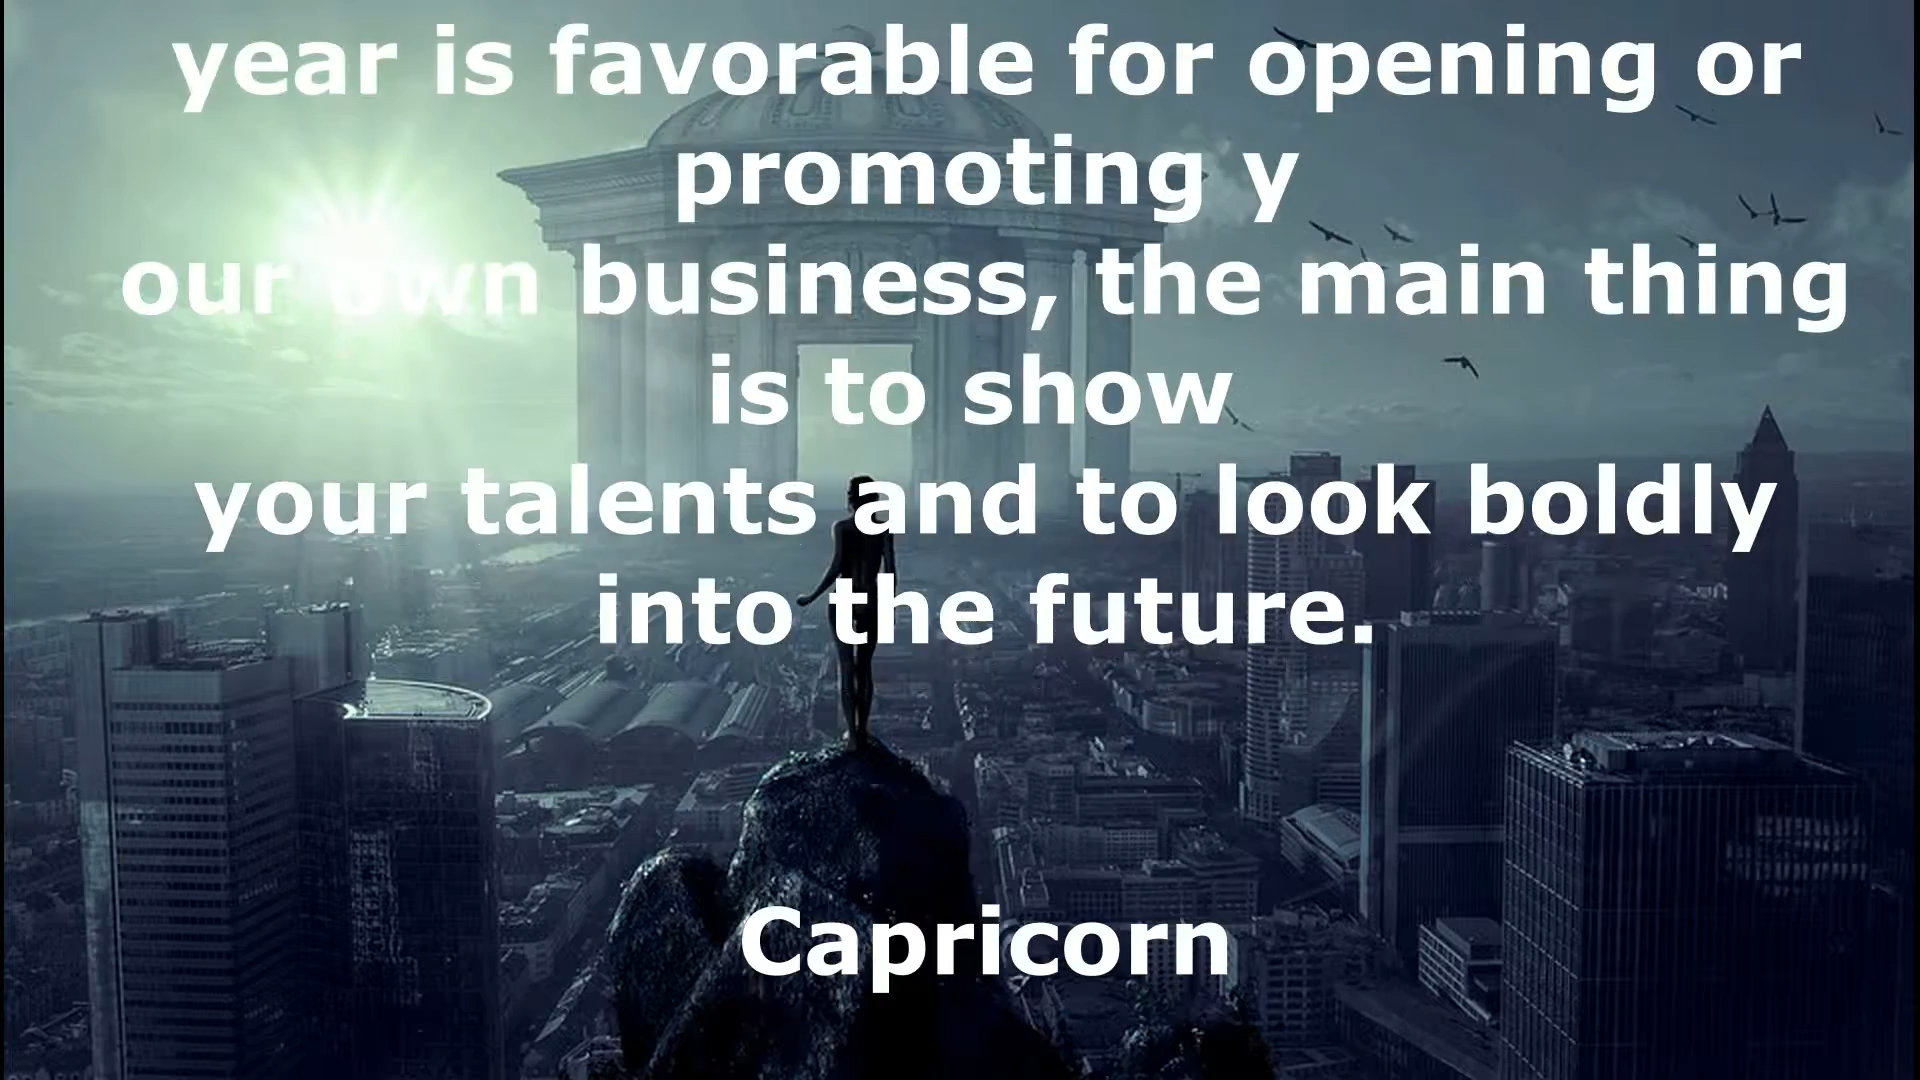 year is favorable for opening or
promoting y
our own business, the main thing
is to show
your talents and to look boldly
into the future.
Capricorn